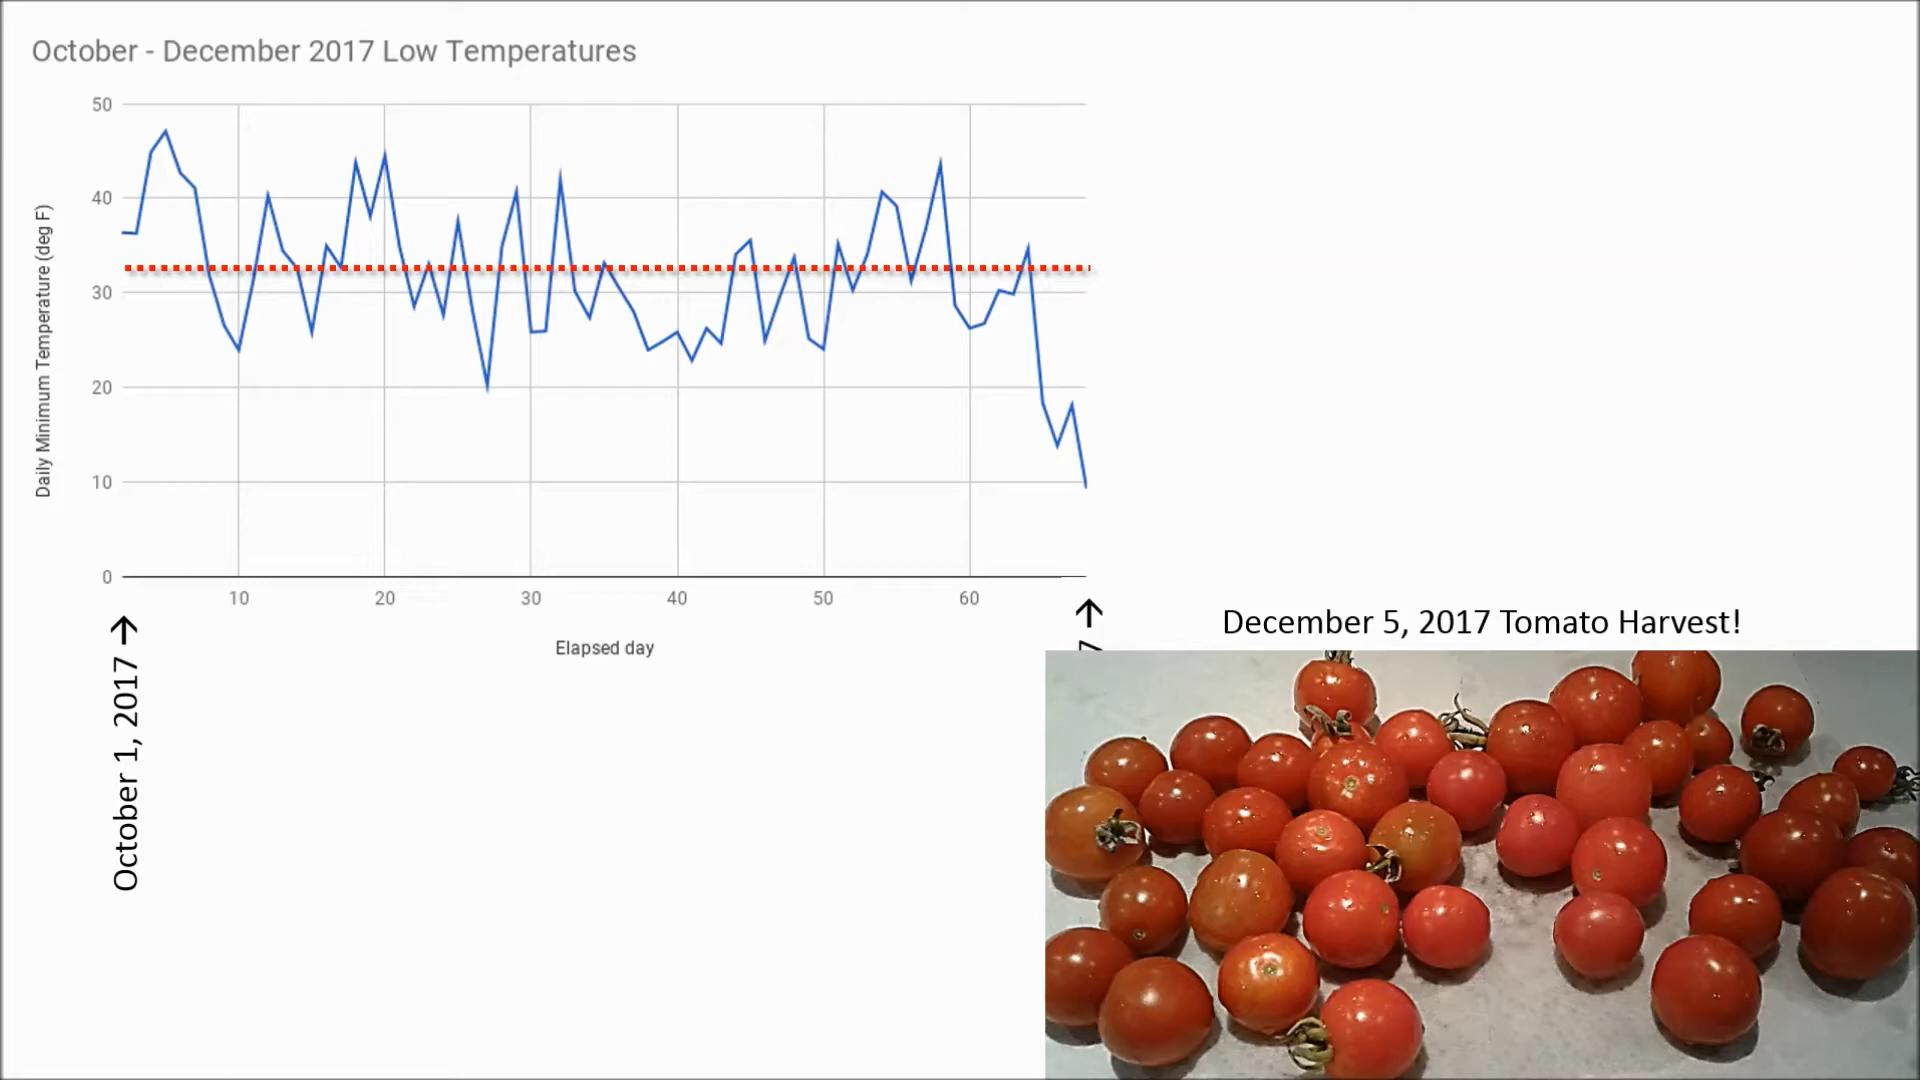 October - December 2017 Low Temperatures
50
40
30
20
10
0
Daily Minimum Temperature (deg F)
10
20
30
40
50
60
Elapsed day
October 1, 2017 →
→
December 5, 2017 Tomato Harvest!